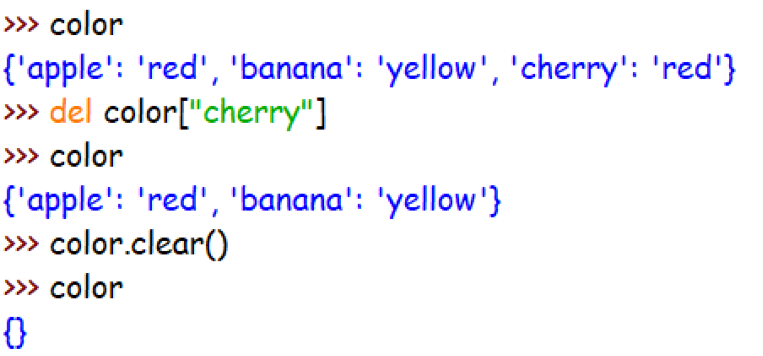 >>> color
{'apple': 'red', 'banana': 'yellow', 'cherry': 'red'}
>>> del color["cherry"]
>>> color
{'apple': 'red', 'banana': 'yellow'}
>>> color.clear()
>>> color
{}